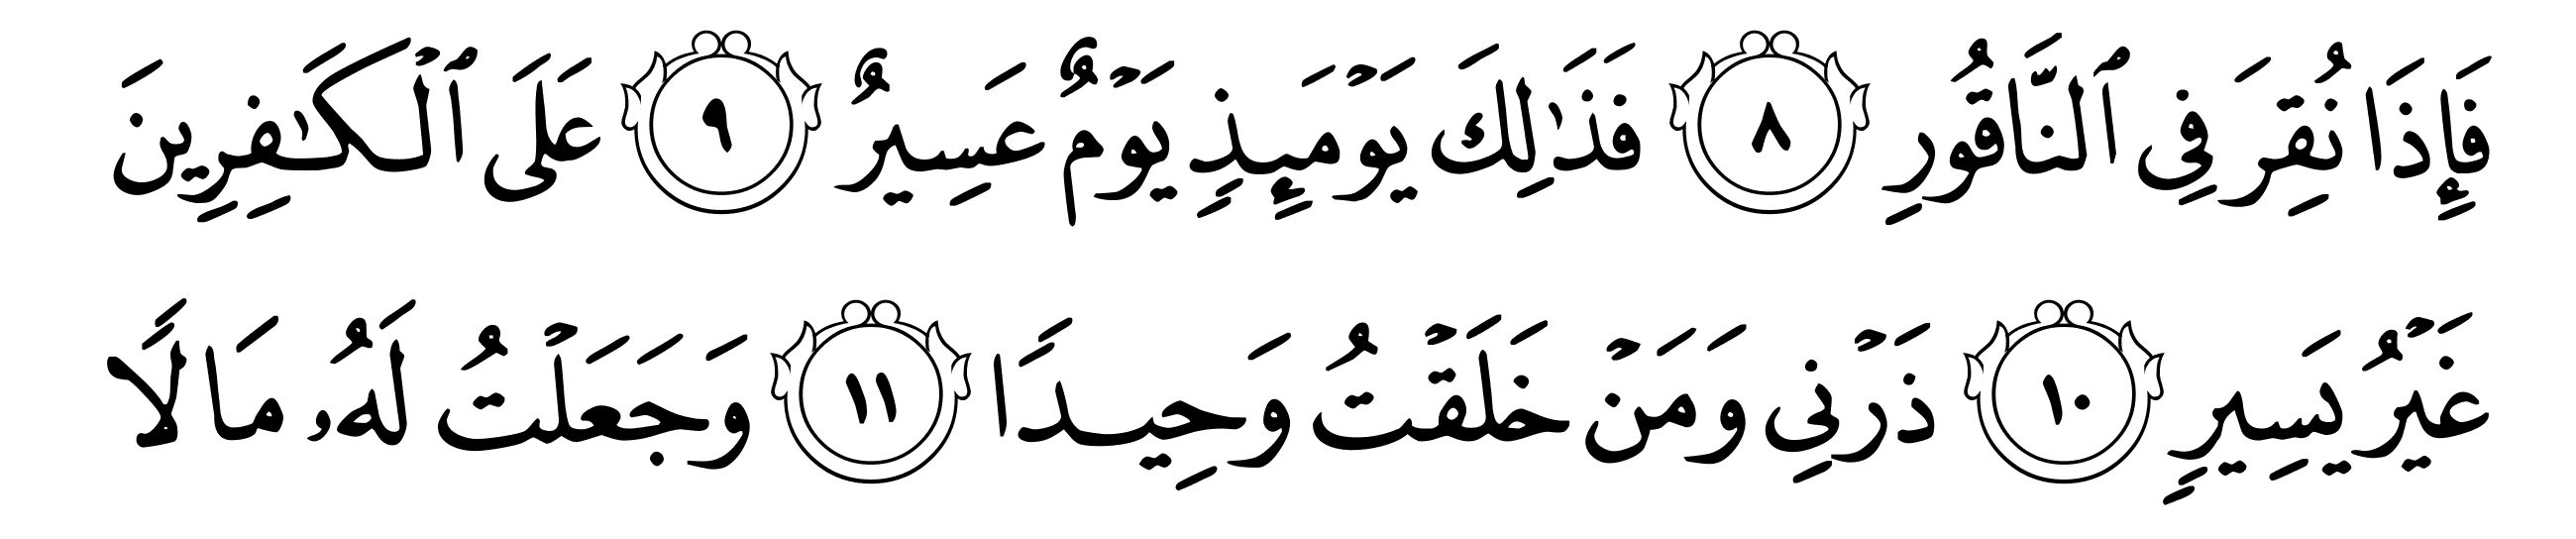 فَإِذَا نُقِرَ فِي ٱلنَّاقُورِ ٨ فَذَٰلِكَ يَوْمَئِذٍ يَوْمٌ عَسِيرٌ ٩ عَلَى ٱلْكَـٰفِرِينَ
غَيْرُ يَسِيرٍ ١٠ ذَرْنِي وَمَنْ خَلَقْتُ وَحِيدًا ١١ وَجَعَلْتُ لَهُۥ مَالًا